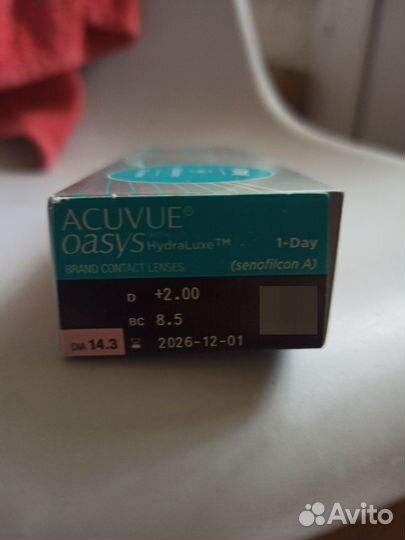 ACUVUE®
OASYS WITH HydraLuxe™ 1-Day
BRAND CONTACT LENSES (senofilcon A)
D +2.00
BC 8.5
DIA 14.3 2026-12-01
Avito